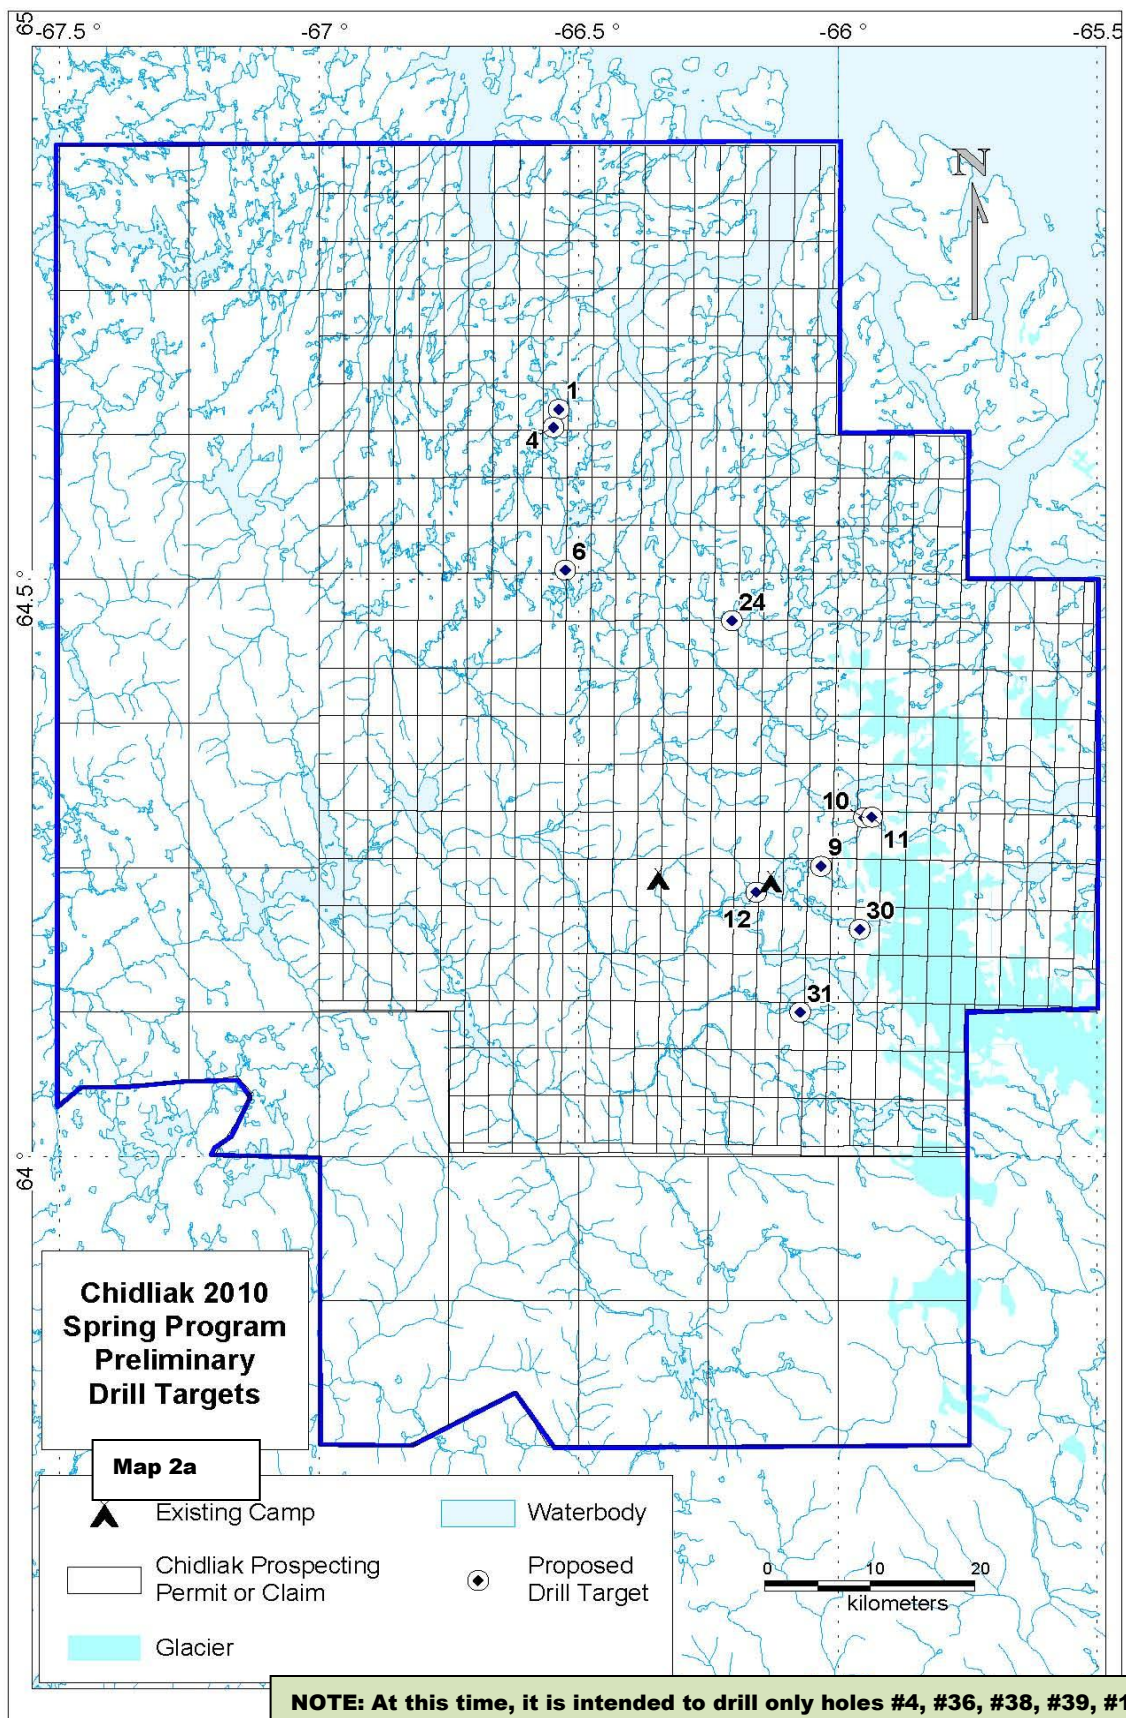 -67.5 °
-67 °
-66.5 °
-66 °
-65.5
65
1
4
6
64.5 °
24
10
11
9
12
30
31
64 °
Chidliak 2010
Spring Program
Preliminary
Drill Targets
Map 2a
Existing Camp
Waterbody
Chidliak Prospecting
Permit or Claim
Proposed
Drill Target
Glacier
0 10 20
kilometers
N
NOTE: At this time, it is intended to drill only holes #4, #36, #38, #39, #1